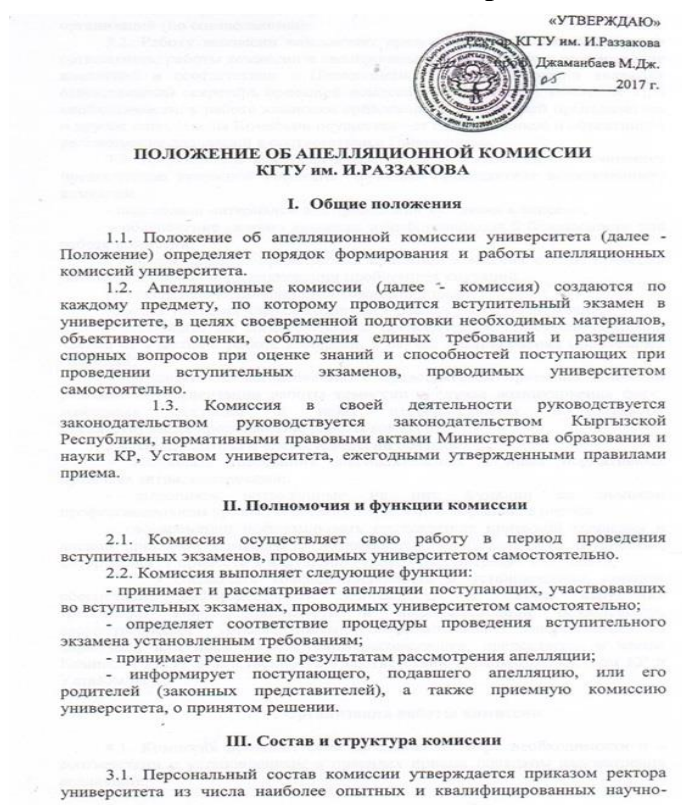 «УТВЕРЖДАЮ»
Ректор КГТУ им. И.Раззакова
проф. Джаманбаев М.Дж.
05 2017 г.
ПОЛОЖЕНИЕ ОБ АПЕЛЛЯЦИОННОЙ КОМИССИИ
КГТУ им. И.РАЗЗАКОВА
I. Общие положения
1.1. Положение об апелляционной комиссии университета (далее -
Положение) определяет порядок формирования и работы апелляционных
комиссий университета.
1.2. Апелляционные комиссии (далее - комиссия) создаются по
каждому предмету, по которому проводится вступительный экзамен в
университете, в целях своевременной подготовки необходимых материалов,
объективности оценки, соблюдения единых требований и разрешения
спорных вопросов при оценке знаний и способностей поступающих при
проведении вступительных экзаменов, проводимых университетом
самостоятельно.
1.3. Комиссия в своей деятельности руководствуется
законодательством руководствуется законодательством Кыргызской
Республики, нормативными правовыми актами Министерства образования и
науки КР, Уставом университета, ежегодными утвержденными правилами
приема.
II. Полномочия и функции комиссии
2.1. Комиссия осуществляет свою работу в период проведения
вступительных экзаменов, проводимых университетом самостоятельно.
2.2. Комиссия выполняет следующие функции:
- принимает и рассматривает апелляции поступающих, участвовавших
во вступительных экзаменах, проводимых университетом самостоятельно;
- определяет соответствие процедуры проведения вступительного
экзамена установленным требованиям;
- принимает решение по результатам рассмотрения апелляции;
информирует поступающего, подавшего апелляцию, или его
родителей (законных представителей), а также приемную комиссию
университета, о принятом решении.
III. Состав и структура комиссии
3.1. Персональный состав комиссии утверждается приказом ректора
университета из числа наиболее опытных и квалифицированных научно-